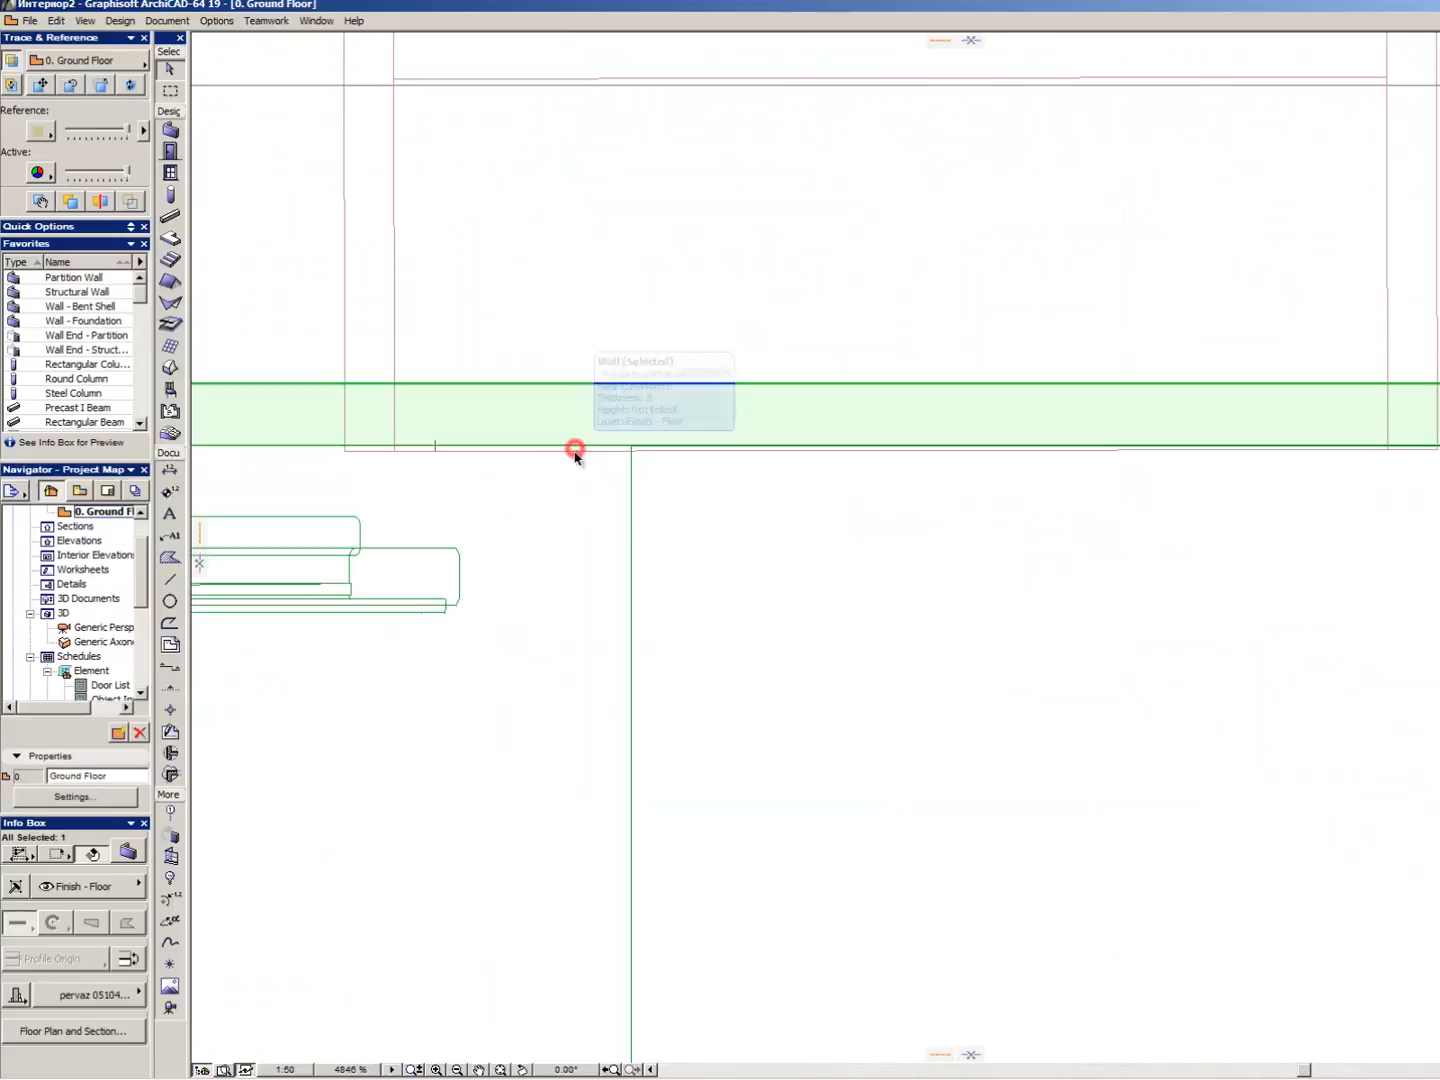 Интериор2 - Graphisoft ArchiCAD-64 19 - [0. Ground Floor]
File Edit View Design Document Options Teamwork Window Help
Trace & Reference
Selec
0. Ground Floor
Reference:
Desig
Active:
Quick Options
Favorites
Type Name
Partition Wall
Structural Wall
Wall - Bent Shell
Wall - Foundation
Wall End - Partition
Wall End - Struct...
Rectangular Colu...
Round Column
Steel Column
Precast I Beam
Rectangular Beam
See Info Box for Preview
Docu
Navigator - Project Map
0. Ground Fl
Sections
Elevations
Interior Elevations
Worksheets
Details
3D Documents
3D
Generic Persp
Generic Axon
Schedules
Element
Door List
Properties
0. Ground Floor
Settings...
More
Info Box
All Selected: 1
Finish - Floor
Profile Origin
pervaz 05104...
Floor Plan and Section...
Wall (Selected)
1:50 4846 % 0.00°